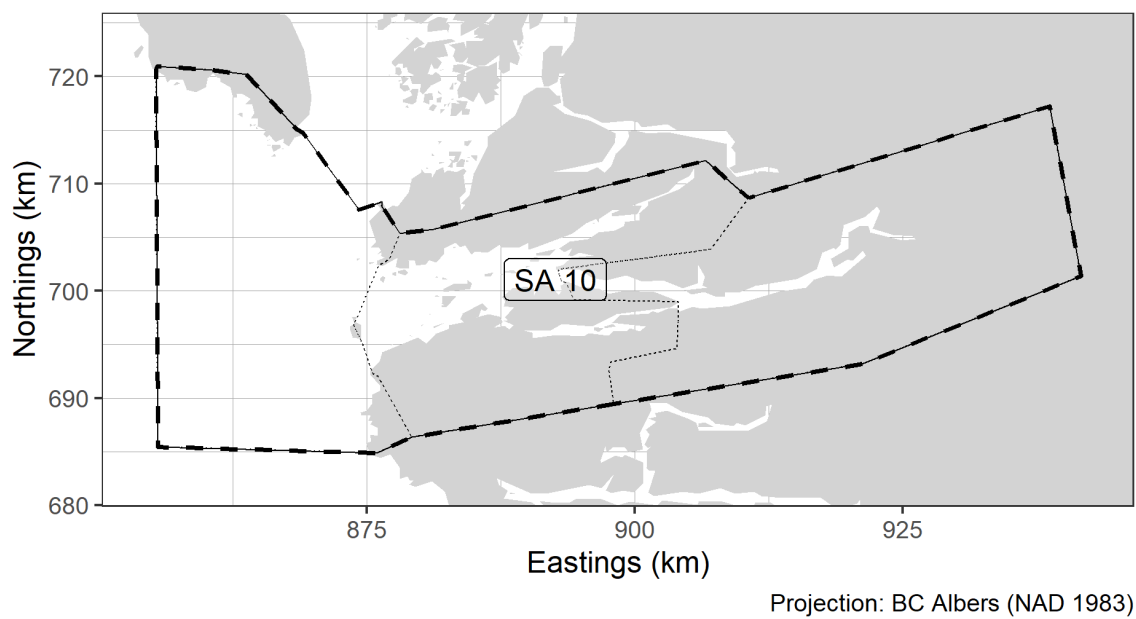 720
710
700
690
680
Northings (km)
SA 10
875
900
925
Eastings (km)
Projection: BC Albers (NAD 1983)